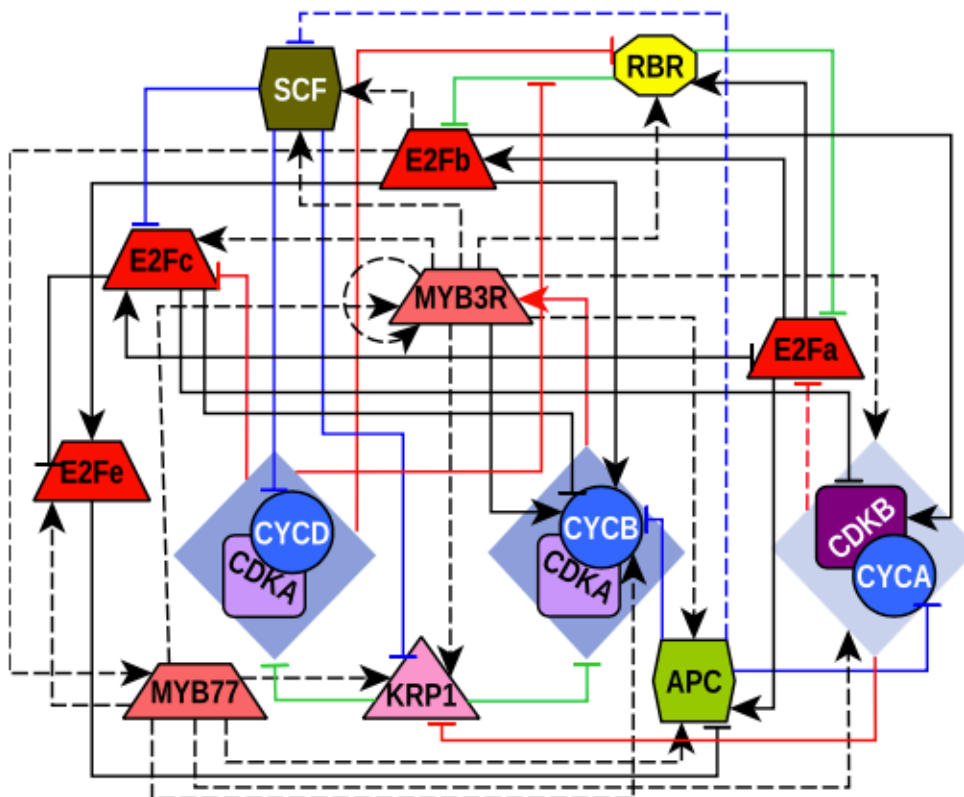 RBR
SCF
E2Fb
E2Fc
MYB3R
E2Fa
E2Fe
CYCD
CDKA
CYCB
CDKA
CDKB
CYCA
MYB77
KRP1
APC